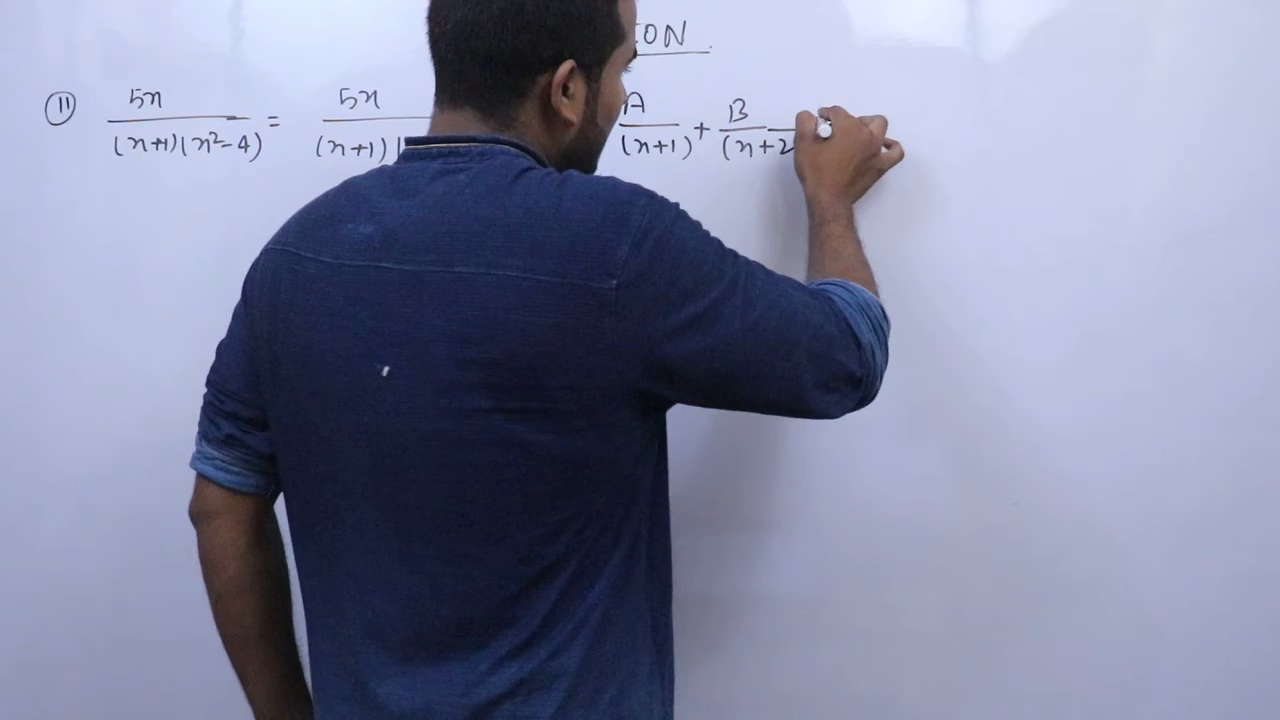 ION
⑪ 5x/(x+1)(x²-4) = 5x/(x+1)( A/(x+1) + B/(x+2